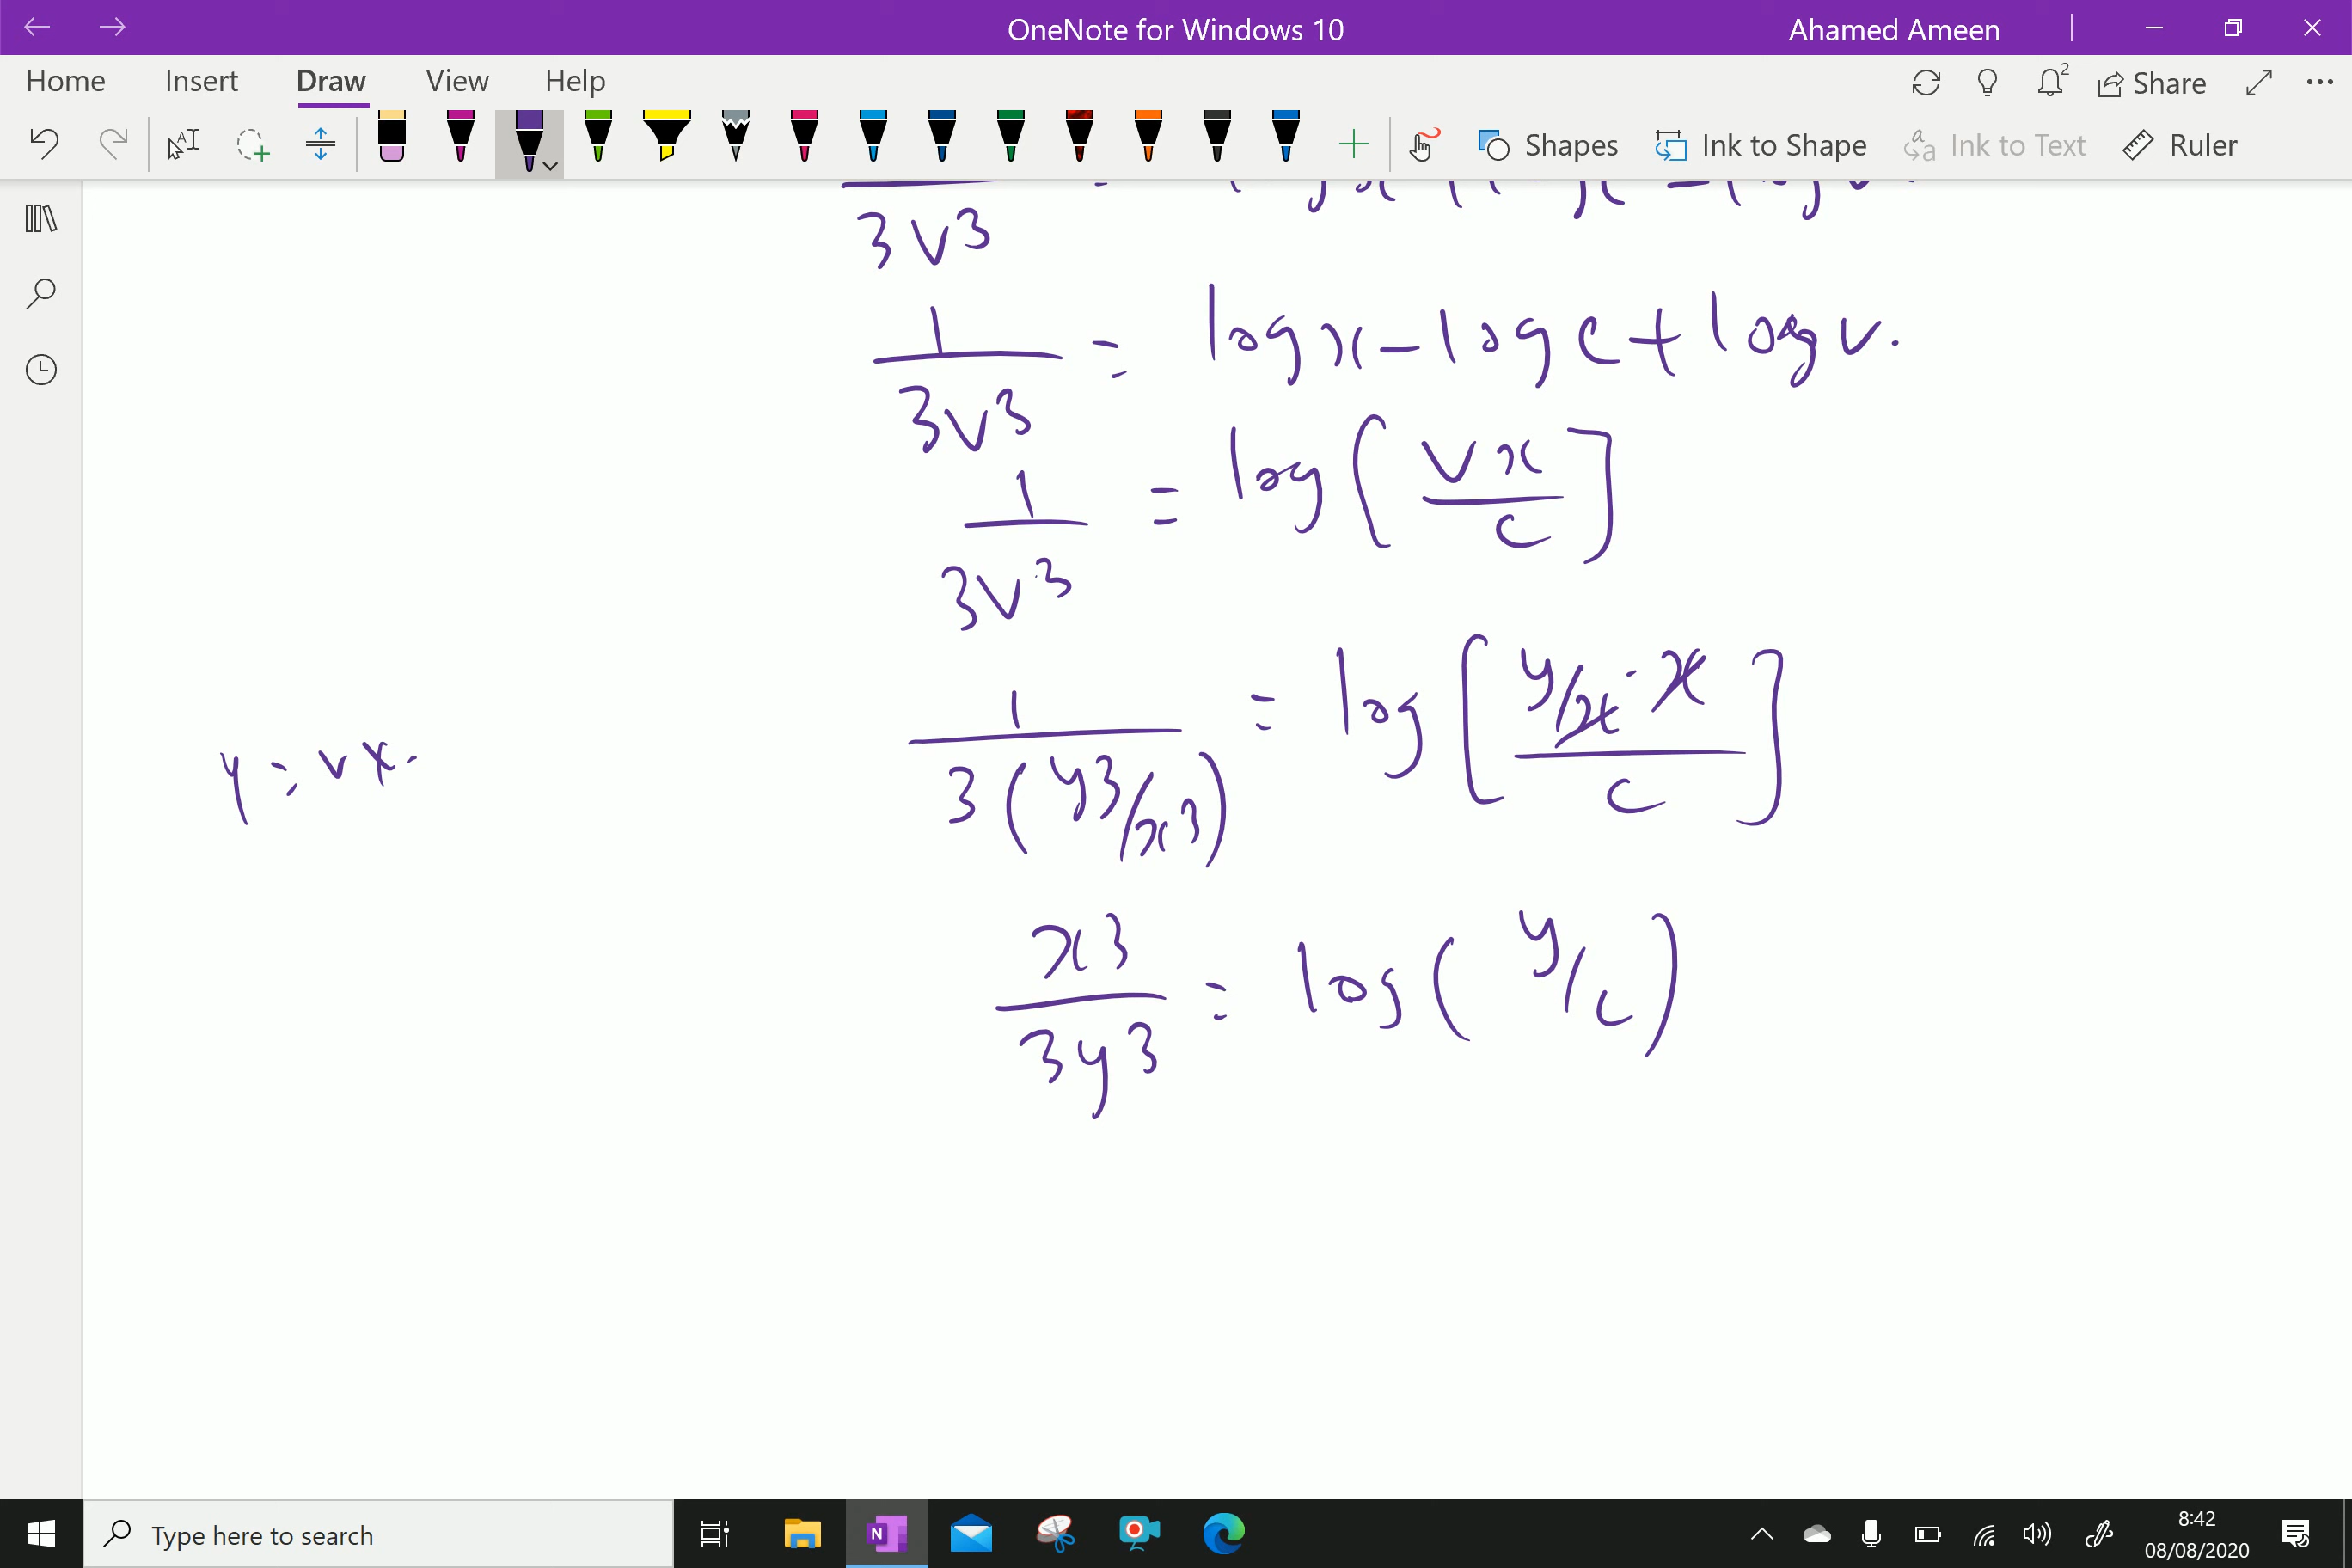 OneNote for Windows 10 Ahamed Ameen
Home Insert Draw View Help 2 Share
Shapes Ink to Shape Ink to Text Ruler
3v3
1/3v3 = log x - log c + log v.
1/3v3 = log [vx/c]
y = vx.
1/3(y3/x3) = log [y/x · x/c]
x3/3y3 = log (y/c)
Type here to search
8:42
08/08/2020